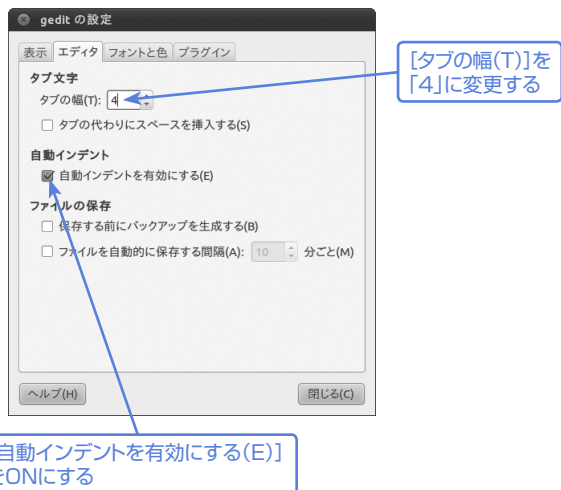 gedit の設定
表示 エディタ フォントと色 プラグイン
タブ文字
タブの幅(T): 4
タブの代わりにスペースを挿入する(S)
自動インデント
自動インデントを有効にする(E)
ファイルの保存
保存する前にバックアップを生成する(B)
ファイルを自動的に保存する間隔(A): 10 分ごと(M)
ヘルプ(H) 閉じる(C)
[タブの幅(T)]を
「4」に変更する
自動インデントを有効にする(E)]
をONにする